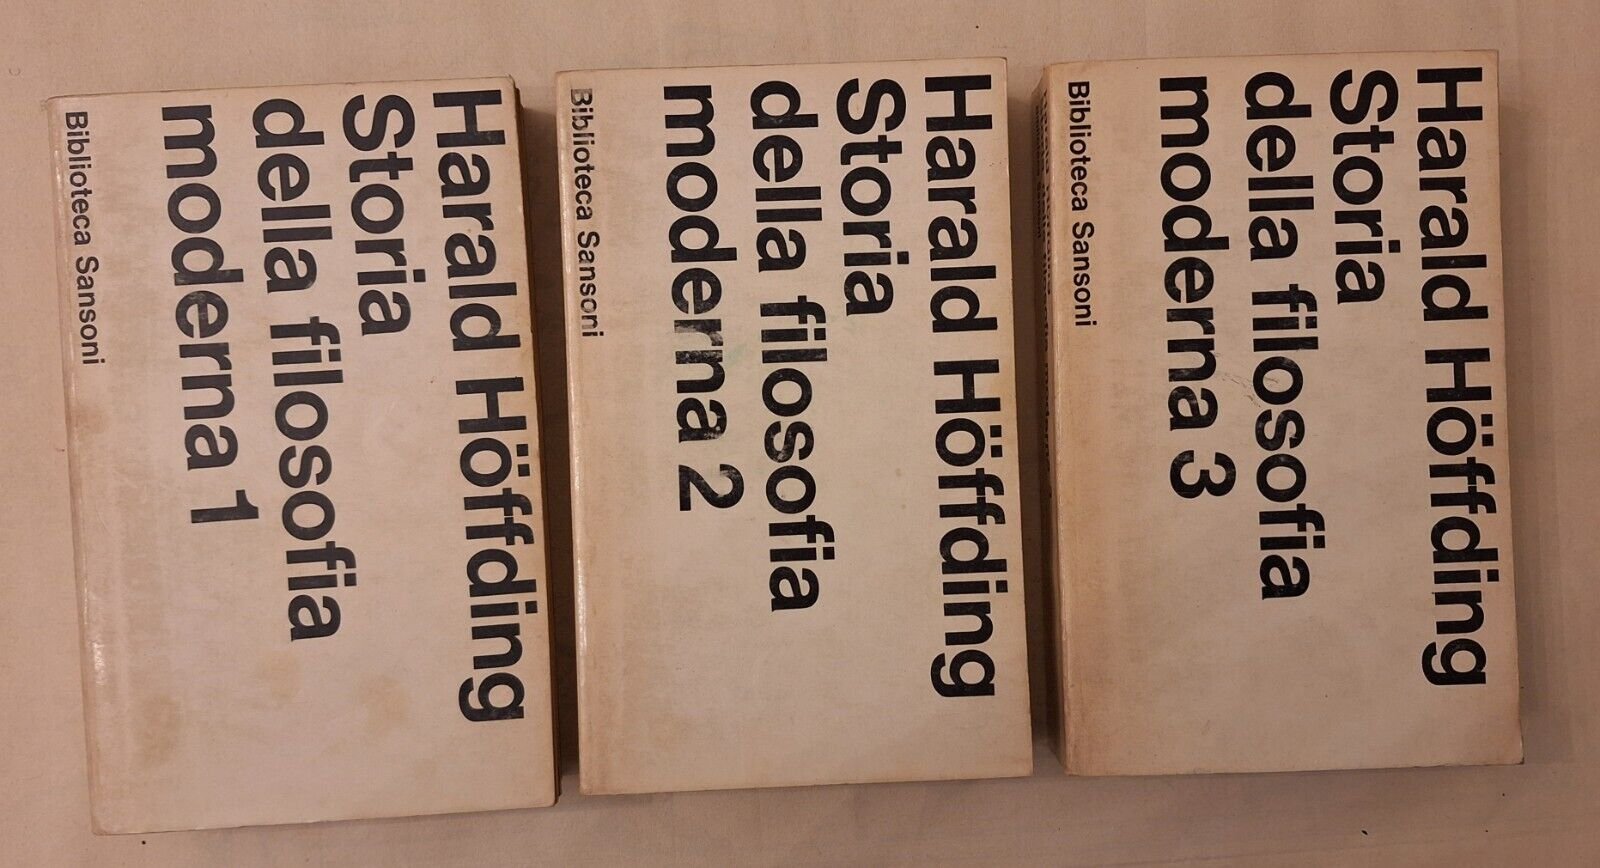 Harald Höffding
Storia
della filosofia
moderna 1
Biblioteca Sansoni
Harald Höffding
Storia
della filosofia
moderna 2
Biblioteca Sansoni
Harald Höffding
Storia
della filosofia
moderna 3
Biblioteca Sansoni